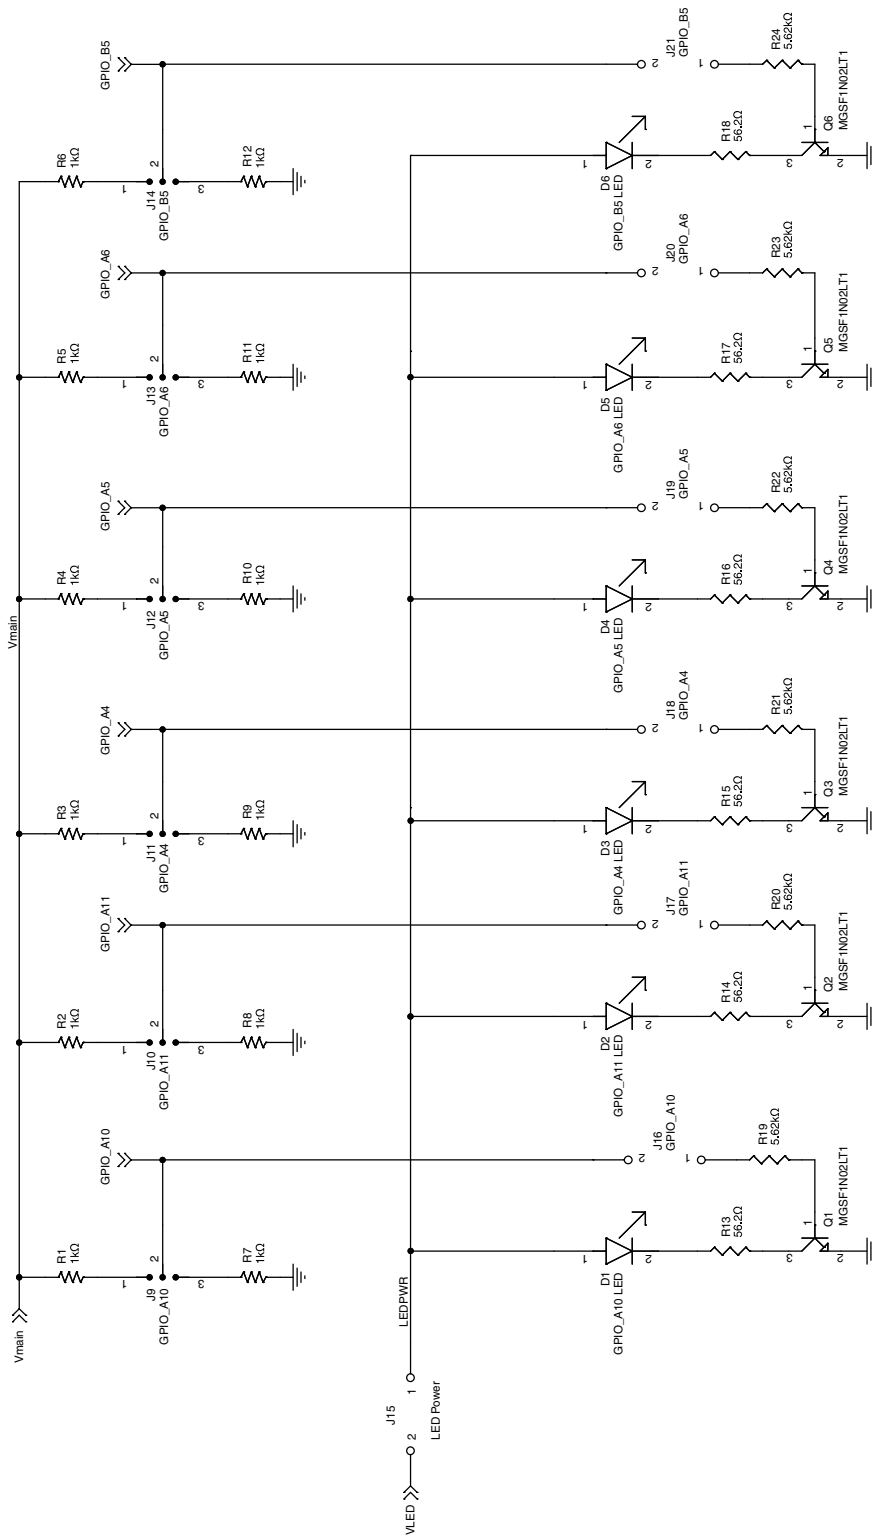 Vmain
Vmain
R1
1kΩ
R2
1kΩ
R3
1kΩ
R4
1kΩ
R5
1kΩ
R6
1kΩ
GPIO_A10
GPIO_A11
GPIO_A4
GPIO_A5
GPIO_A6
GPIO_B5
1
2
3
J9
GPIO_A10
1
2
3
J10
GPIO_A11
1
2
3
J11
GPIO_A4
1
2
3
J12
GPIO_A5
1
2
3
J13
GPIO_A6
1
2
3
J14
GPIO_B5
R7
1kΩ
R8
1kΩ
R9
1kΩ
R10
1kΩ
R11
1kΩ
R12
1kΩ
VLED
2
J15
1
LED Power
LEDPWR
1
D1
2
GPIO_A10 LED
1
D2
2
GPIO_A11 LED
1
D3
2
GPIO_A4 LED
1
D4
2
GPIO_A5 LED
1
D5
2
GPIO_A6 LED
1
D6
2
GPIO_B5 LED
2
J16
GPIO_A10
1
2
J17
GPIO_A11
1
2
J18
GPIO_A4
1
2
J19
GPIO_A5
1
2
J20
GPIO_A6
1
2
J21
GPIO_B5
1
R13
56.2Ω
R19
5.62kΩ
R14
56.2Ω
R20
5.62kΩ
R15
56.2Ω
R21
5.62kΩ
R16
56.2Ω
R22
5.62kΩ
R17
56.2Ω
R23
5.62kΩ
R18
56.2Ω
R24
5.62kΩ
3
1
2
Q1
MGSF1N02LT1
3
1
2
Q2
MGSF1N02LT1
3
1
2
Q3
MGSF1N02LT1
3
1
2
Q4
MGSF1N02LT1
3
1
2
Q5
MGSF1N02LT1
3
1
2
Q6
MGSF1N02LT1